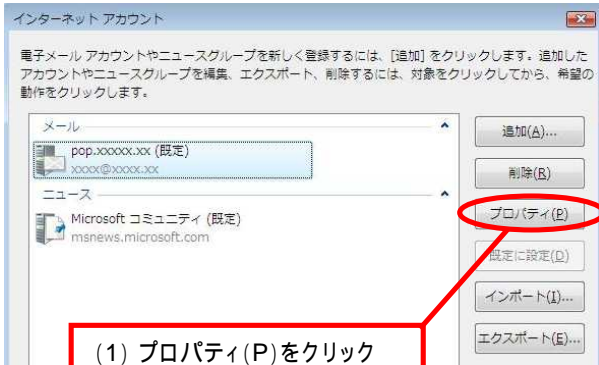 インターネット アカウント
電子メール アカウントやニュースグループを新しく登録するには、[追加] をクリックします。追加した
アカウントやニュースグループを編集、エクスポート、削除するには、対象をクリックしてから、希望の
動作をクリックします。
メール
pop.xxxxx.xx (既定)
xxxx@xxxx.xx
ニュース
Microsoft コミュニティ (既定)
msnews.microsoft.com
追加(A)...
削除(R)
プロパティ(P)
既定に設定(D)
インポート(I)...
エクスポート(E)...
(1) プロパティ(P)をクリック